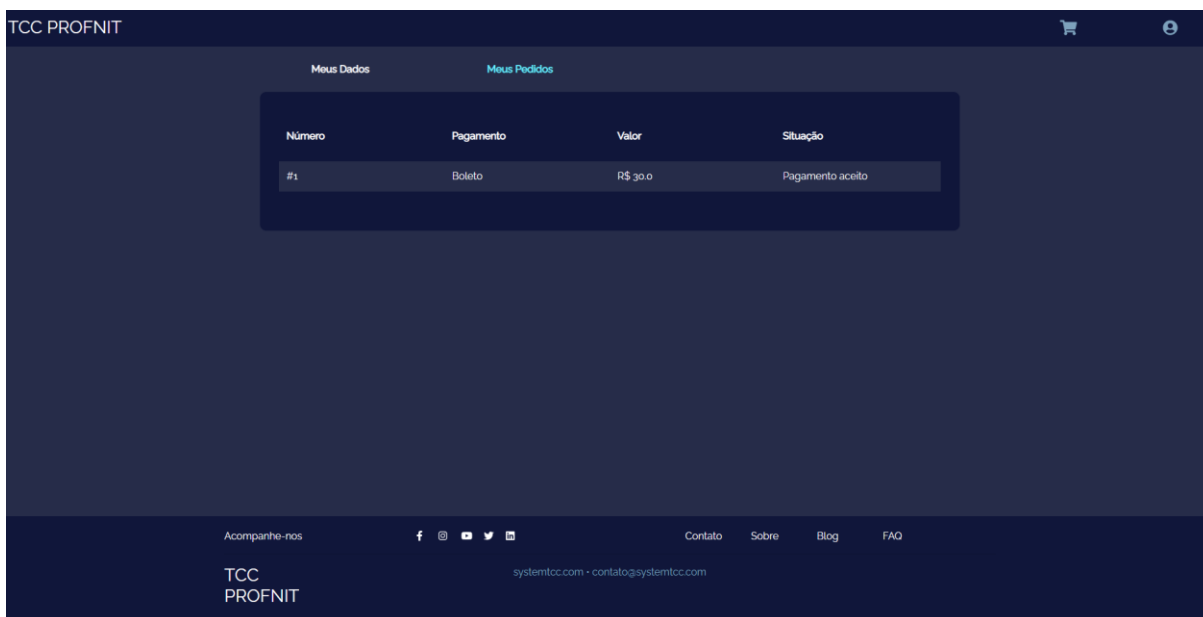 TCC PROFNIT
Meus Dados Meus Pedidos
Número Pagamento Valor Situação
#1 Boleto R$ 30.0 Pagamento aceito
Acompanhe-nos Contato Sobre Blog FAQ
TCC
PROFNIT
systemtcc.com - contato@systemtcc.com